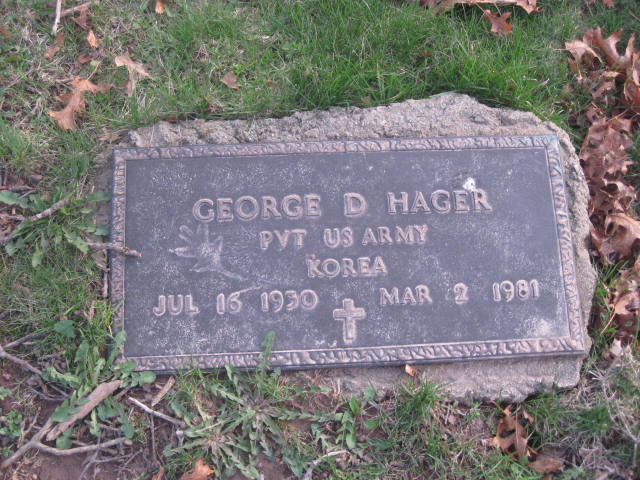 GEORGE D HAGER
PVT US ARMY
KOREA
JUL 16 1930 MAR 2 1981